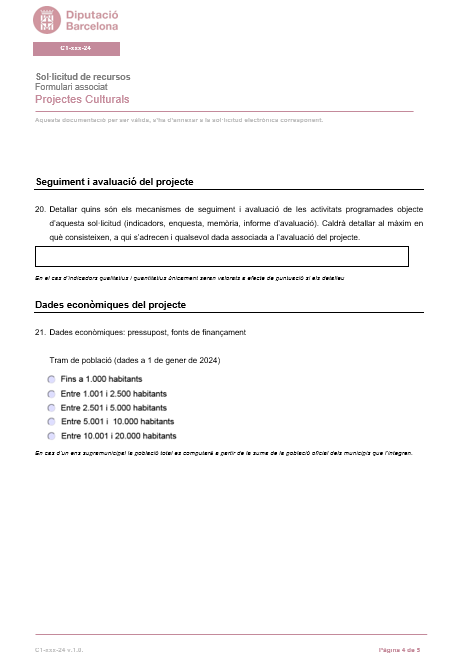 Diputació
Barcelona
C1-xxx-24
Sol·licitud de recursos
Formulari associat
Projectes Culturals
Aquesta documentació per ser vàlida, s'ha d'annexar a la sol·licitud electrònica corresponent.
Seguiment i avaluació del projecte
20. Detallar quins són els mecanismes de seguiment i avaluació de les activitats programades objecte
d'aquesta sol·licitud (indicadors, enquesta, memòria, informe d'avaluació). Caldrà detallar al màxim en
què consisteixen, a qui s'adrecen i qualsevol dada associada a l'avaluació del projecte.
En el cas d'indicadors qualitatius i quantitatius únicament seran valorats a efecte de puntuació si els detalleu
Dades econòmiques del projecte
21. Dades econòmiques: pressupost, fonts de finançament
Tram de població (dades a 1 de gener de 2024)
Fins a 1.000 habitants
Entre 1.001 i 2.500 habitants
Entre 2.501 i 5.000 habitants
Entre 5.001 i 10.000 habitants
Entre 10.001 i 20.000 habitants
En cas d'un ens supramunicipal la població total es computarà a partir de la suma de la població oficial dels municipis que l'integren.
C1-xxx-24 v.1.0.
Pàgina 4 de 5